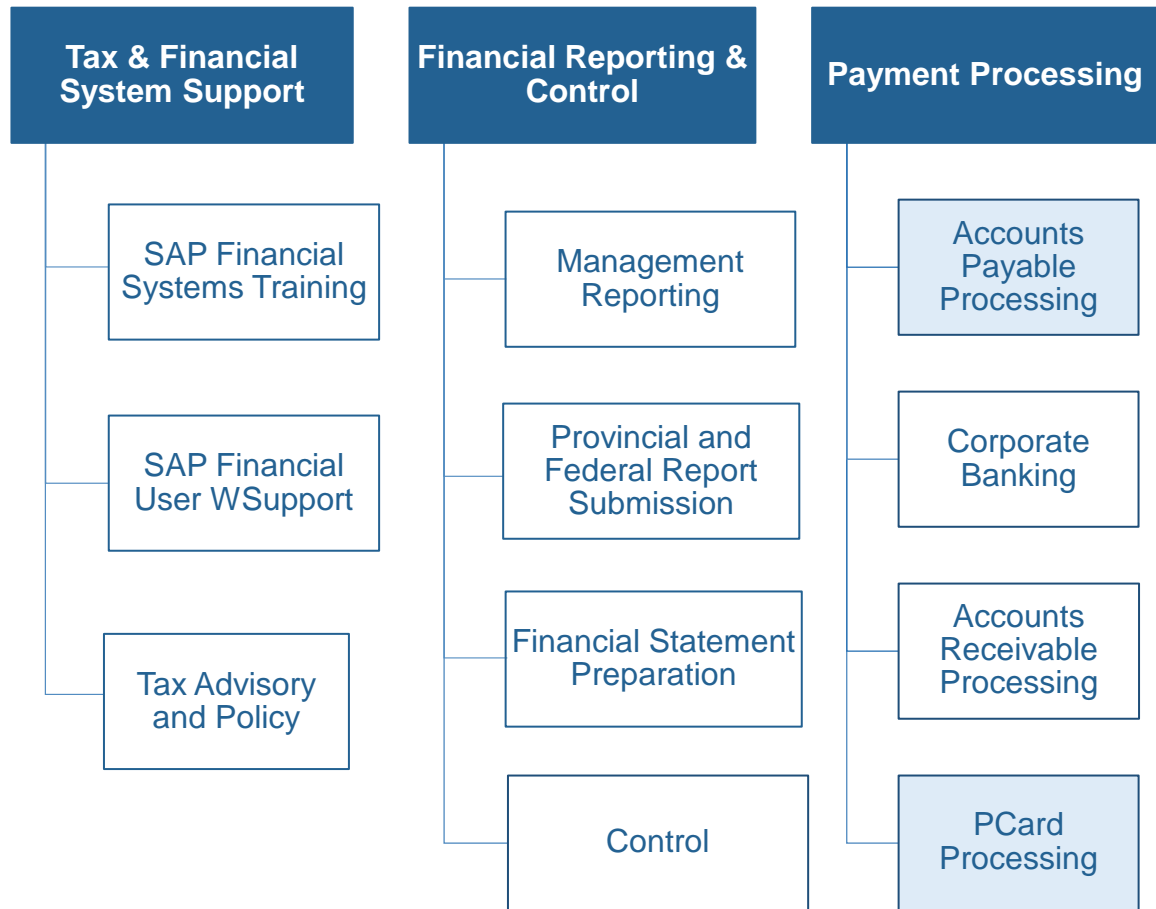 Tax & Financial
System Support
SAP Financial
Systems Training
SAP Financial
User WSupport
Tax Advisory
and Policy
Financial Reporting &
Control
Management
Reporting
Provincial and
Federal Report
Submission
Financial Statement
Preparation
Control
Payment Processing
Accounts
Payable
Processing
Corporate
Banking
Accounts
Receivable
Processing
PCard
Processing